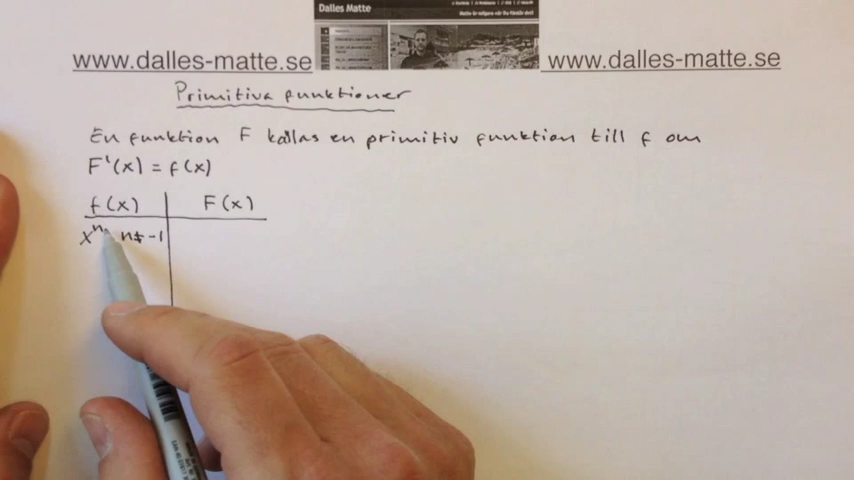 Dalles Matte
www.dalles-matte.se www.dalles-matte.se
Primitiva funktioner
En funktion F kallas en primitiv funktion till f om
F'(x) = f(x)
f(x) F(x)
xⁿ, n≠-1